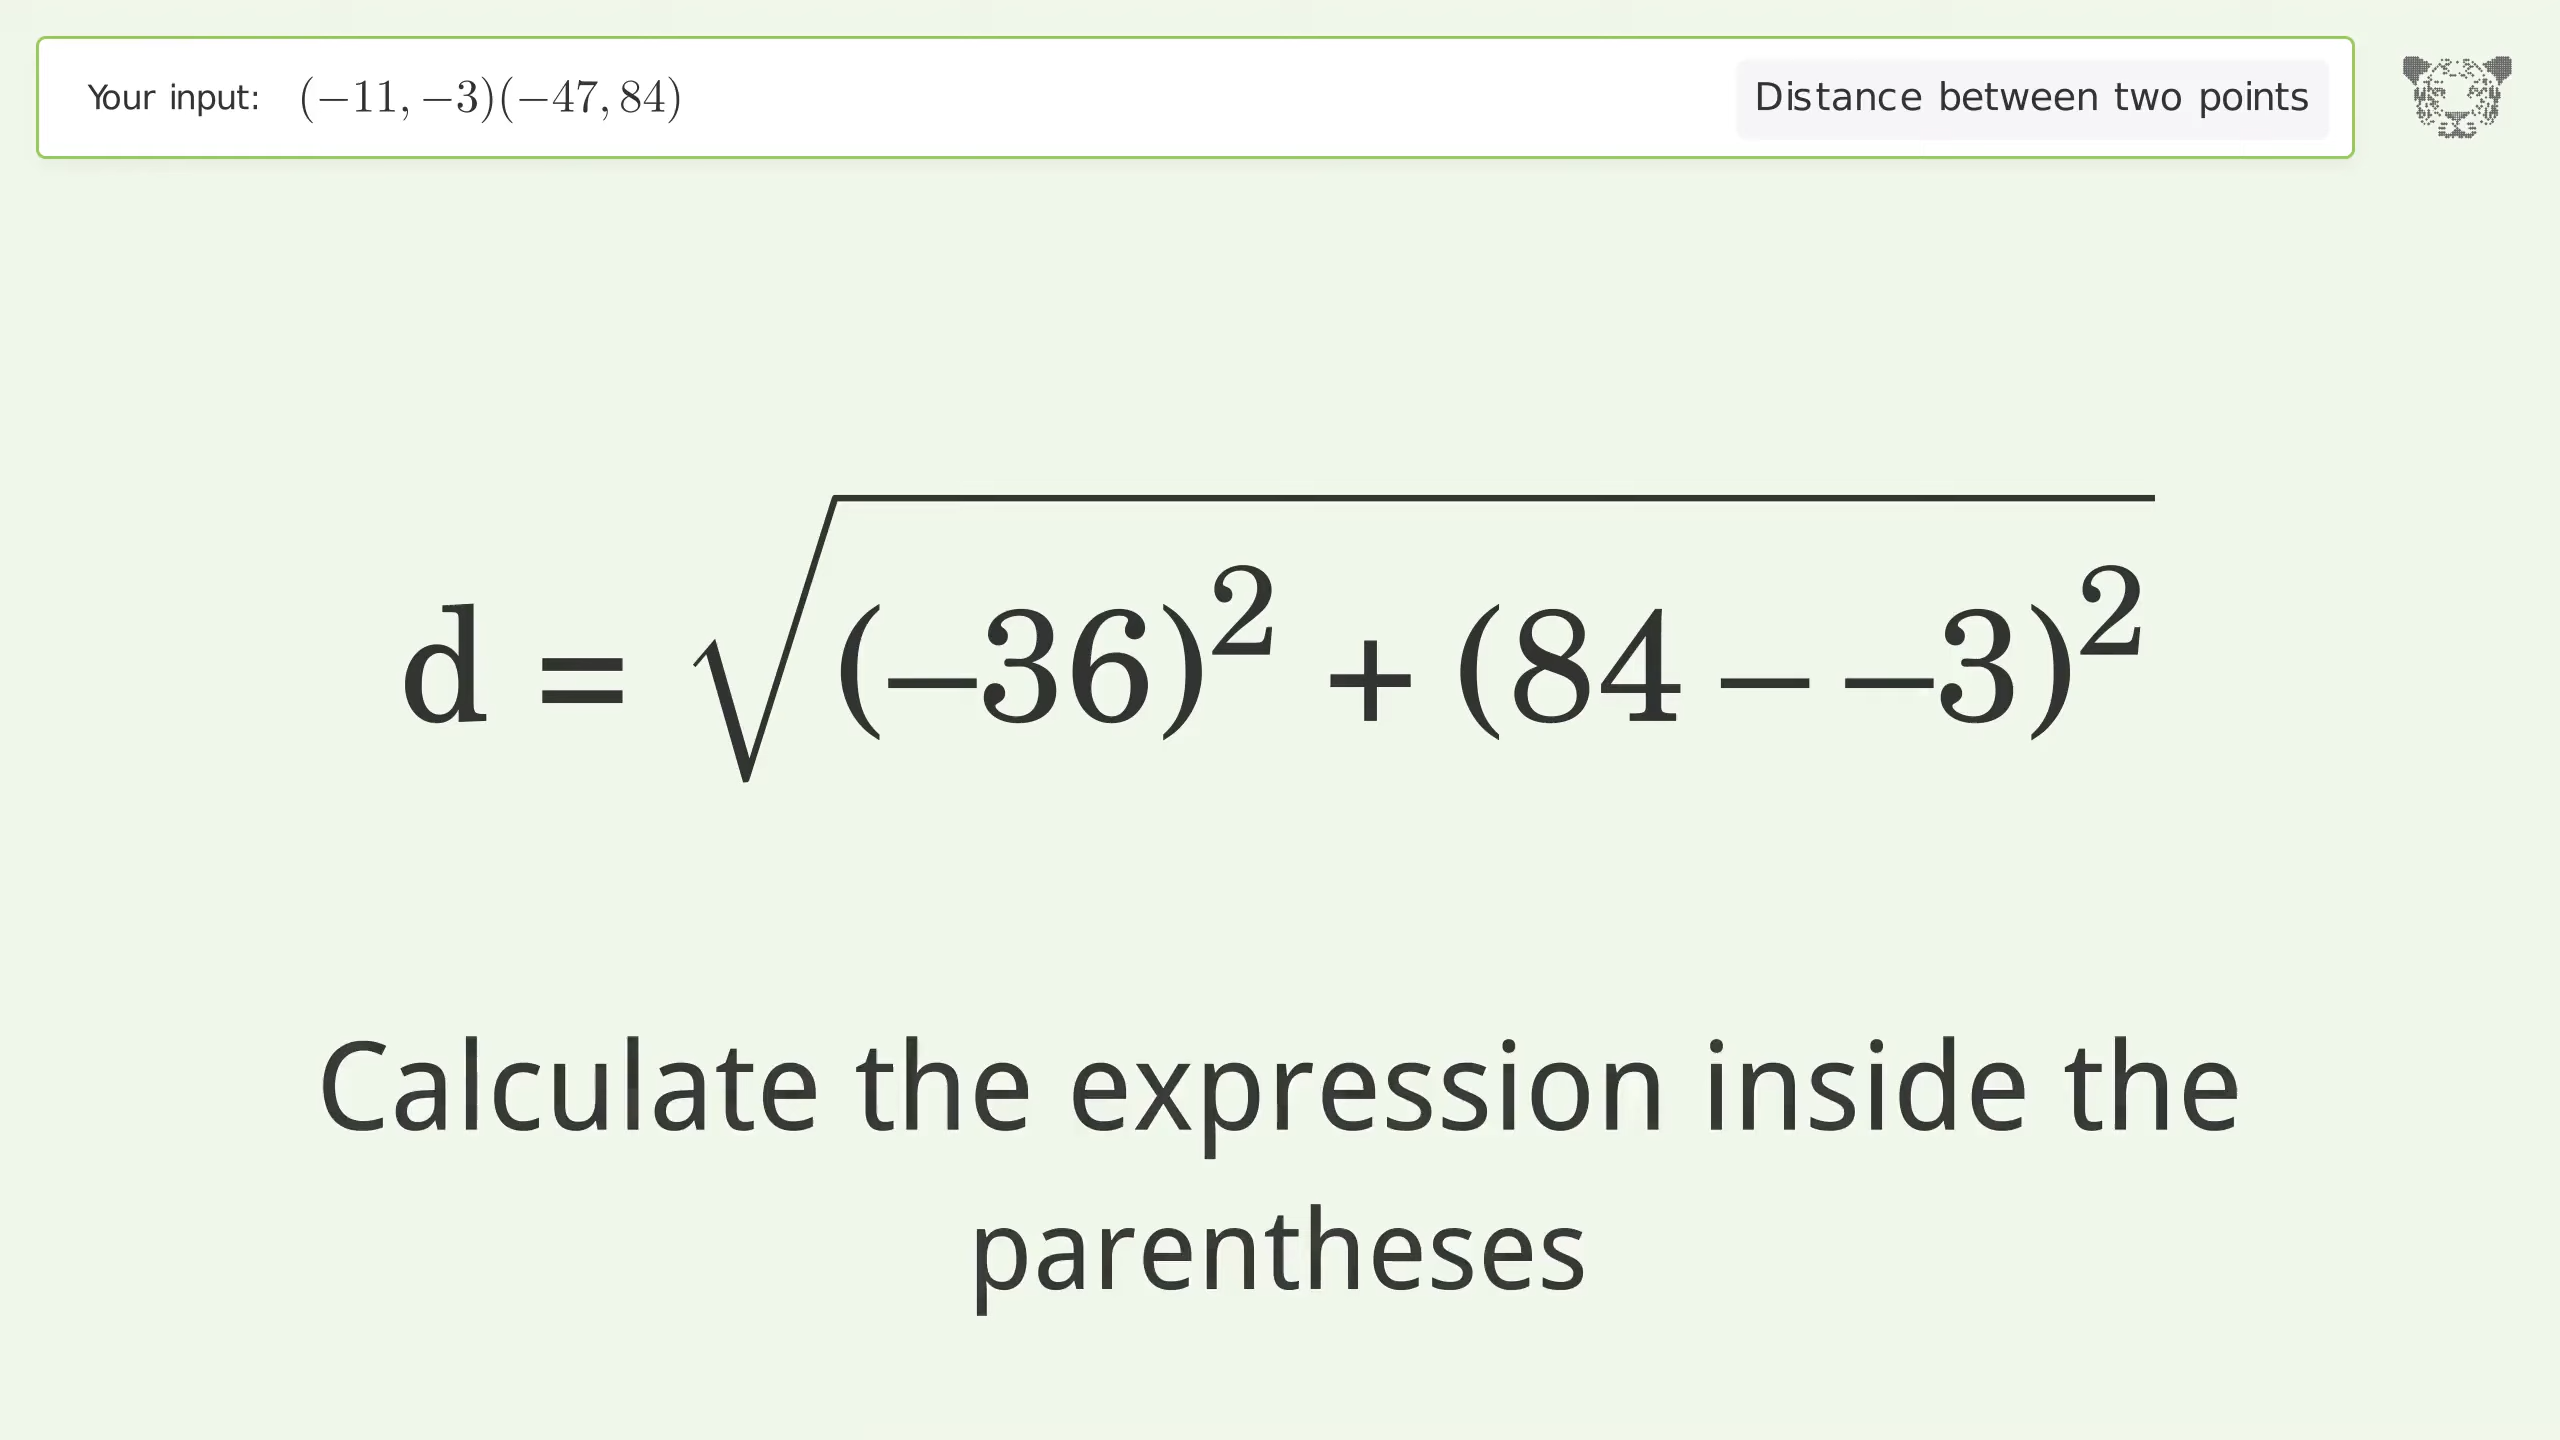 Your input: (−11, −3)(−47, 84)
Distance between two points
d = √(−36)² + (84 − −3)²
Calculate the expression inside the
parentheses